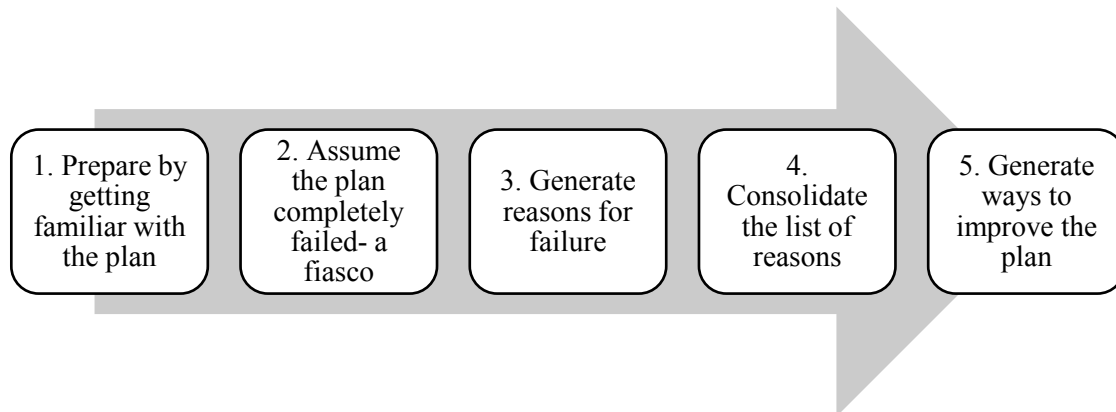 1. Prepare by
getting
familiar with
the plan
2. Assume
the plan
completely
failed- a
fiasco
3. Generate
reasons for
failure
4.
Consolidate
the list of
reasons
5. Generate
ways to
improve the
plan